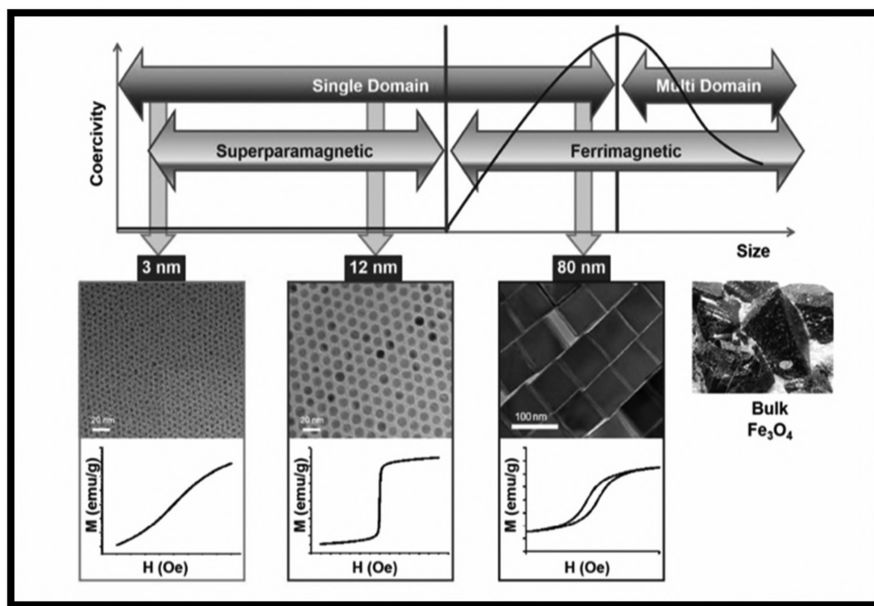 Coercivity
Single Domain
Multi Domain
Superparamagnetic
Ferrimagnetic
Size
3 nm
12 nm
80 nm
20 nm
20 nm
100 nm
Bulk
Fe₃O₄
M (emu/g)
H (Oe)
M (emu/g)
H (Oe)
M (emu/g)
H (Oe)